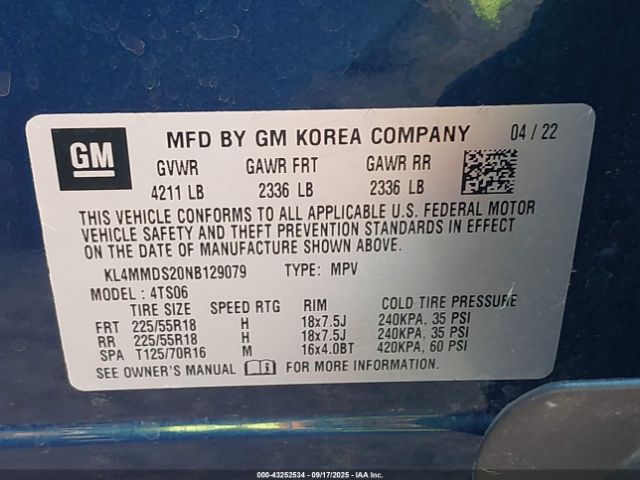 GM
MFD BY GM KOREA COMPANY 04 / 22
GVWR GAWR FRT GAWR RR
4211 LB 2336 LB 2336 LB
THIS VEHICLE CONFORMS TO ALL APPLICABLE U.S. FEDERAL MOTOR
VEHICLE SAFETY AND THEFT PREVENTION STANDARDS IN EFFECT
ON THE DATE OF MANUFACTURE SHOWN ABOVE.
KL4MMDS20NB129079 TYPE: MPV
MODEL : 4TS06
TIRE SIZE SPEED RTG RIM COLD TIRE PRESSURE
FRT 225/55R18 H 18x7.5J 240KPA, 35 PSI
RR 225/55R18 H 18x7.5J 240KPA, 35 PSI
SPA T125/70R16 M 16x4.0BT 420KPA, 60 PSI
SEE OWNER'S MANUAL FOR MORE INFORMATION
000-43252534 - 09/17/2025 - © IAA Inc.